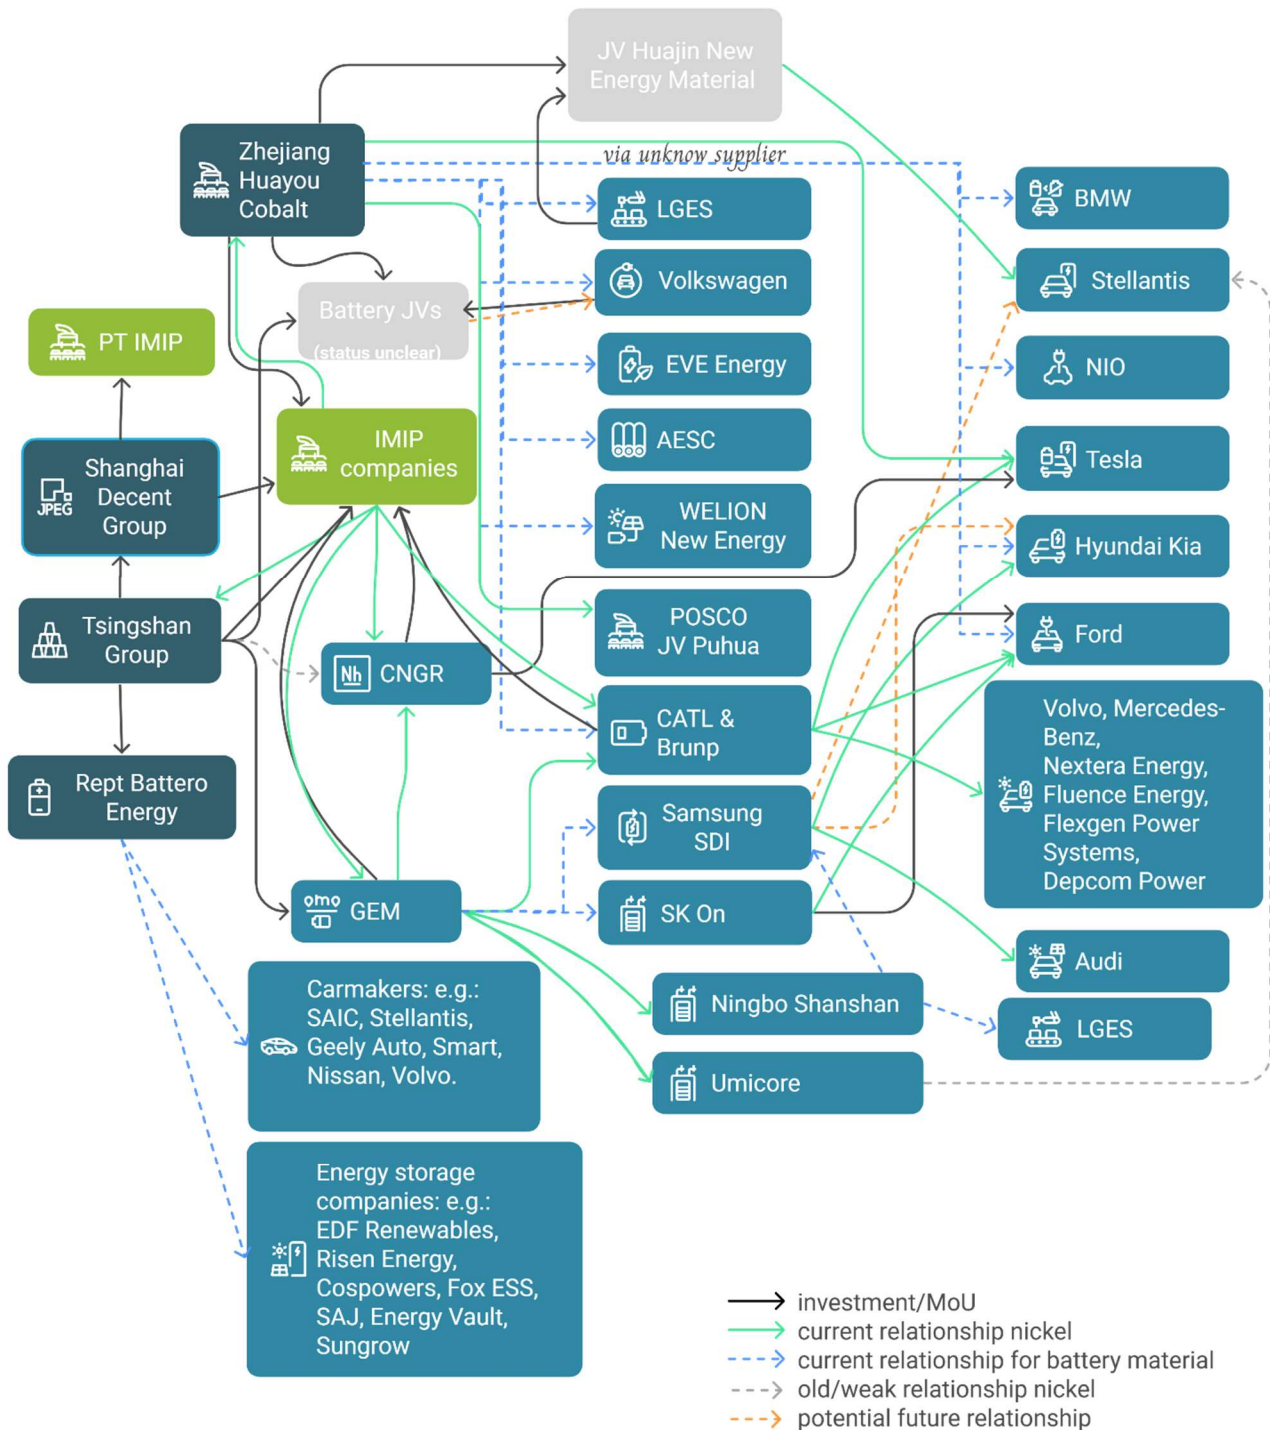 JV Huajin New
Energy Material
Zhejiang
Huayou
Cobalt
via unknow supplier
LGES
BMW
Volkswagen
Stellantis
Battery JVs
(status unclear)
PT IMIP
EVE Energy
NIO
IMIP
companies
AESC
Tesla
Shanghai
Decent
Group
JPEG
WELION
New Energy
Hyundai Kia
Tsingshan
Group
POSCO
JV Puhua
Ford
Nh
CNGR
CATL &
Brunp
Volvo, Mercedes-
Benz,
Nextera Energy,
Fluence Energy,
Flexgen Power
Systems,
Depcom Power
Rept Battero
Energy
Samsung
SDI
GEM
SK On
Audi
Carmakers: e.g.:
SAIC, Stellantis,
Geely Auto, Smart,
Nissan, Volvo.
Ningbo Shanshan
LGES
Umicore
Energy storage
companies: e.g.:
EDF Renewables,
Risen Energy,
Cospowers, Fox ESS,
SAJ, Energy Vault,
Sungrow
investment/MoU
current relationship nickel
current relationship for battery material
old/weak relationship nickel
potential future relationship